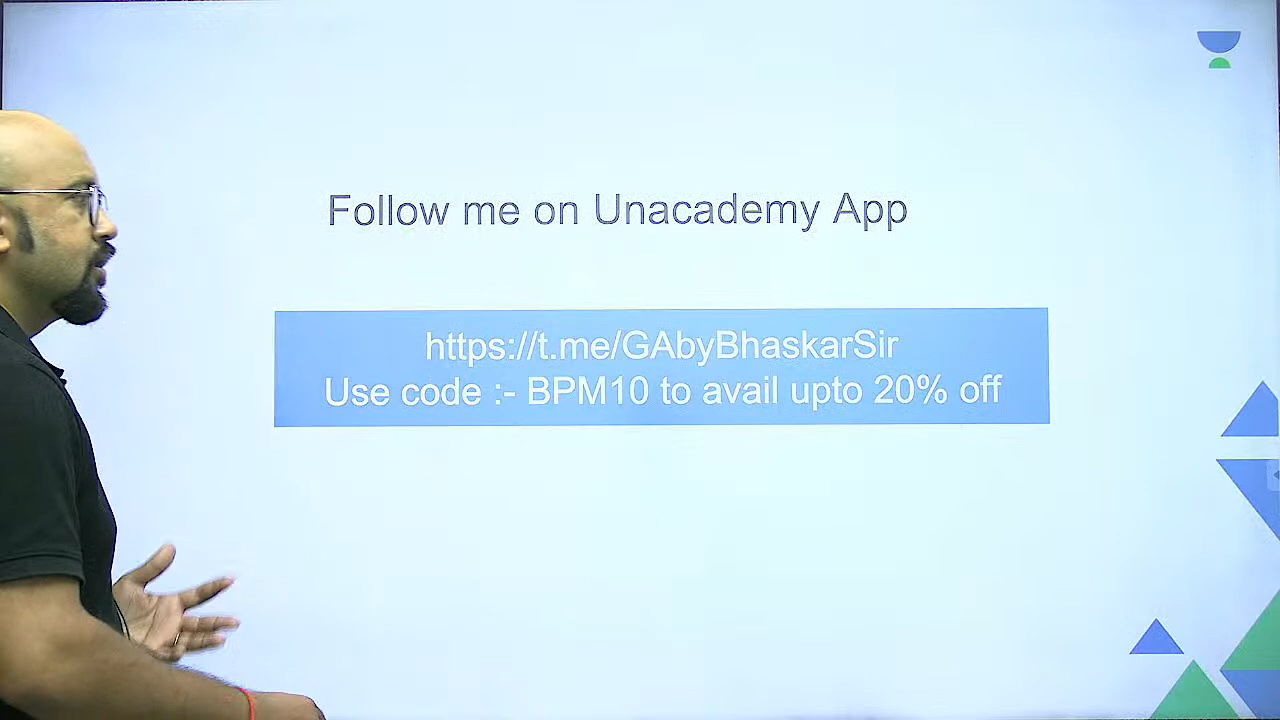 Follow me on Unacademy App
https://t.me/GAbyBhaskarSir
Use code :- BPM10 to avail upto 20% off